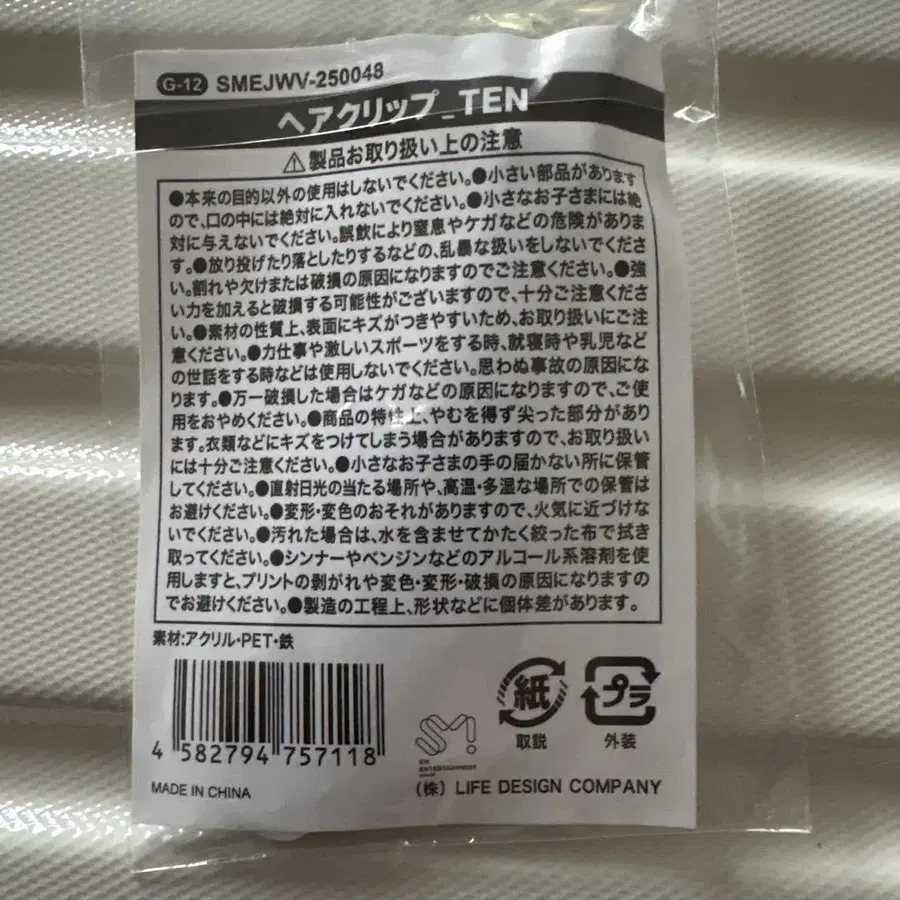 G-12 SMEJWV-250048
ヘアクリップ_TEN
⚠製品お取り扱い上の注意
●本来の目的以外の使用はしないでください。●小さい部品があります
ので、口の中には絶対に入れないでください。●小さなお子さまには絶
対に与えないでください。誤飲により窒息やケガなどの危険がありま
す。●放り投げたり落としたりするなどの、乱暴な扱いをしないでくださ
い。割れや欠けまたは破損の原因になりますのでご注意ください。●強
い力を加えると破損する可能性がございますので、十分ご注意くださ
い。●素材の性質上、表面にキズがつきやすいため、お取り扱いにご注
意ください。●力仕事や激しいスポーツをする時、就寝時や乳児など
の世話をする時などは使用しないでください。思わぬ事故の原因にな
ります。●万一破損した場合はケガなどの原因になりますので、ご使
用をおやめください。●商品の特性上、やむを得ず尖った部分があり
ます。衣類などにキズをつけてしまう場合がありますので、お取り扱い
には十分ご注意ください。●小さなお子さまの手の届かない所に保管
してください。●直射日光の当たる場所や、高温・多湿な場所での保管は
お避けください。●変形・変色のおそれがありますので、火気に近づけな
いでください。●汚れた場合は、水を含ませてかたく絞った布で拭き
取ってください。●シンナーやベンジンなどのアルコール系溶剤を使
用しますと、プリントの剥がれや変色・変形・破損の原因になりますの
でお避けください。●製造の工程上、形状などに個体差があります。
素材:アクリル・PET・鉄
4 582794 757118
紙
取説
プラ
外装
SM
SM
ENTERTAINMENT
MADE IN CHINA
(株) LIFE DESIGN COMPANY